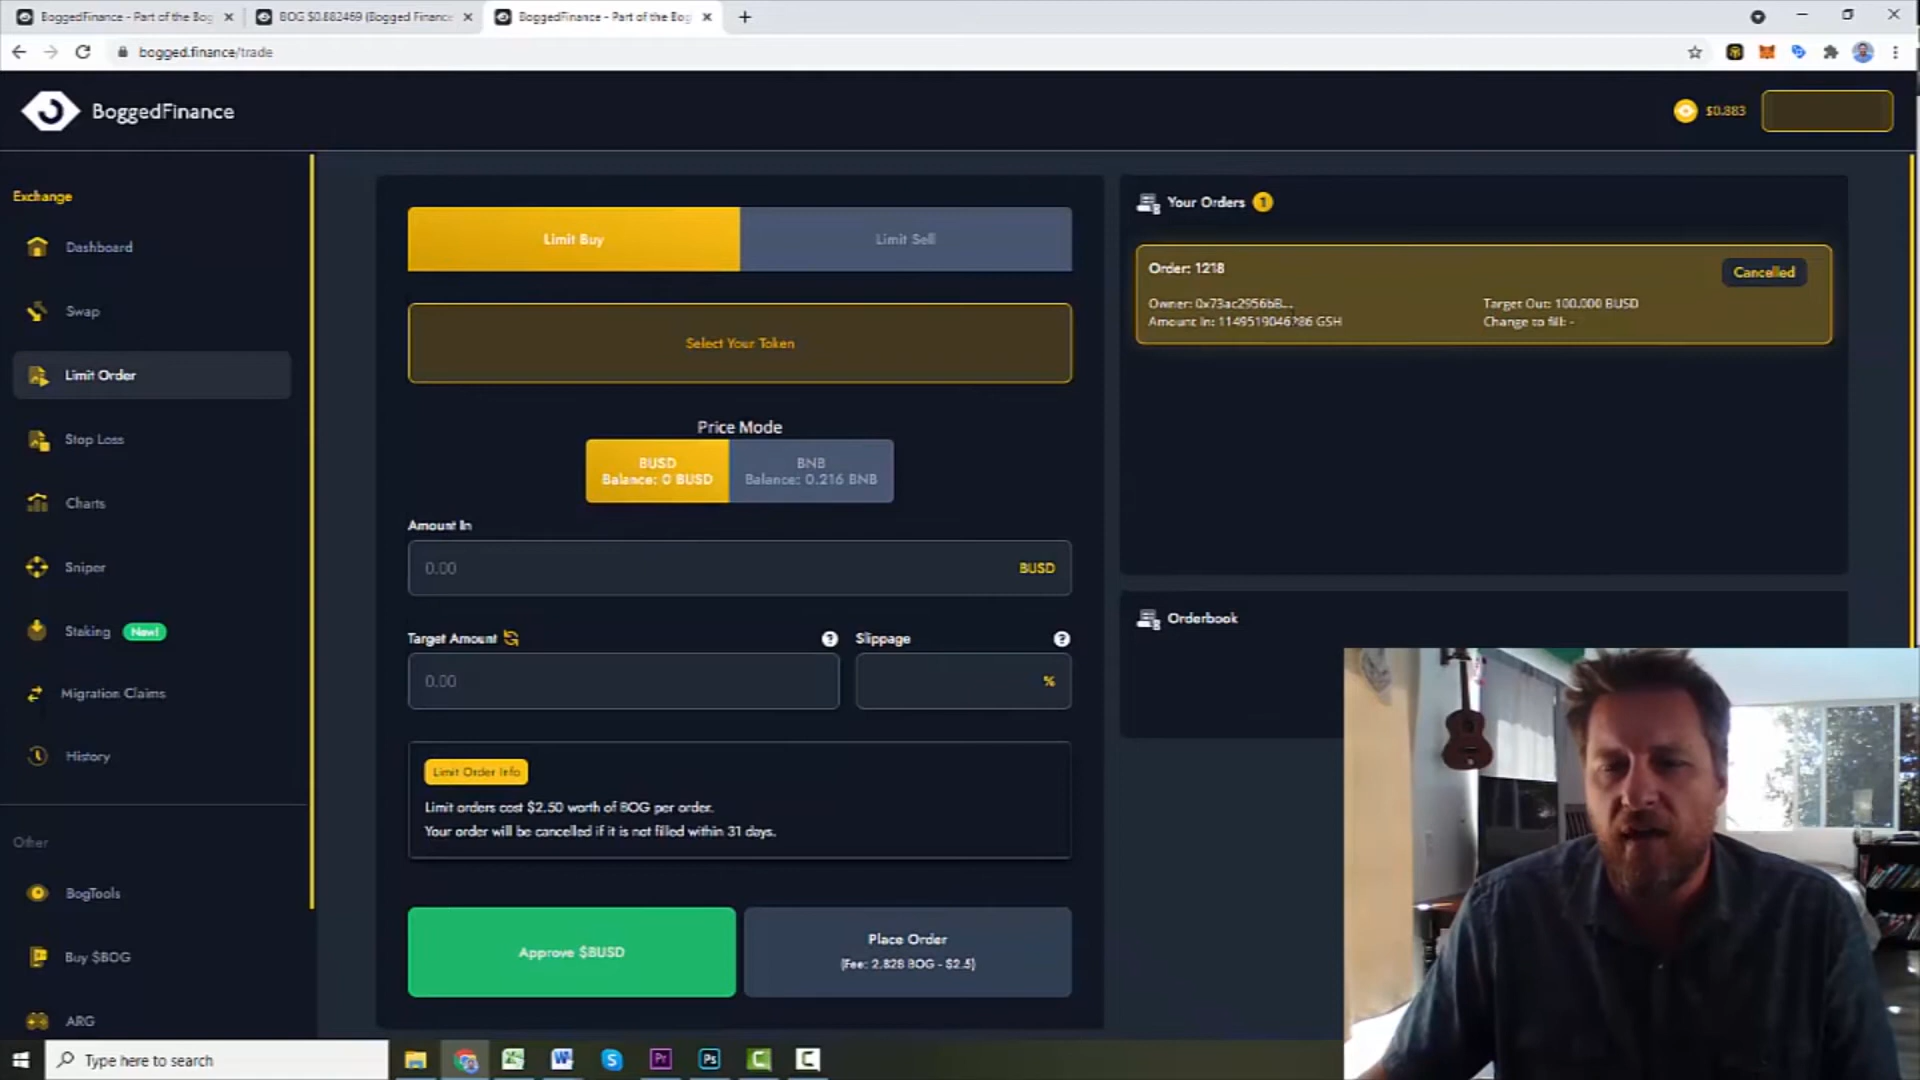 BoggedFinance - Part of the Bog
BOG $0.882469 (Bogged Finance
BoggedFinance - Part of the Bog
bogged.finance/trade
BoggedFinance
$0.883
Exchange
Dashboard
Swap
Limit Order
Stop Loss
Charts
Sniper
Staking New!
Migration Claims
History
Other
BogTools
Buy $BOG
ARG
Limit Buy
Limit Sell
Select Your Token
Price Mode
BUSD
Balance: 0 BUSD
BNB
Balance: 0.216 BNB
Amount In
0.00
BUSD
Target Amount ?
Slippage ?
0.00
%
Limit Order Info
Limit orders cost $2.50 worth of BOG per order.
Your order will be cancelled if it is not filled within 31 days.
Approve $BUSD
Place Order
(Fee: 2.828 BOG - $2.5)
Your Orders 1
Order: 1218
Cancelled
Owner: 0x73ac2956bB...
Target Out: 100.000 BUSD
Amount In: 1149519046286 GSH
Change to fill: -
Orderbook
Type here to search